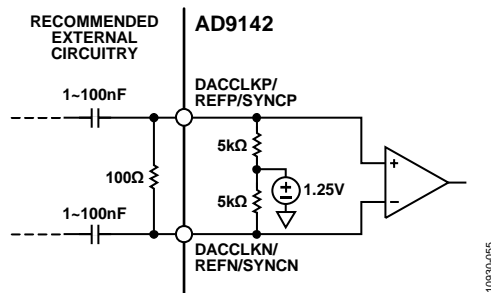 RECOMMENDED
EXTERNAL
CIRCUITRY
AD9142
1~100nF
DACCLKP/
REFP/SYNCP
5kΩ
100Ω
1.25V
5kΩ
1~100nF
DACCLKN/
REFN/SYNCN
+
−
+
−
10930-055